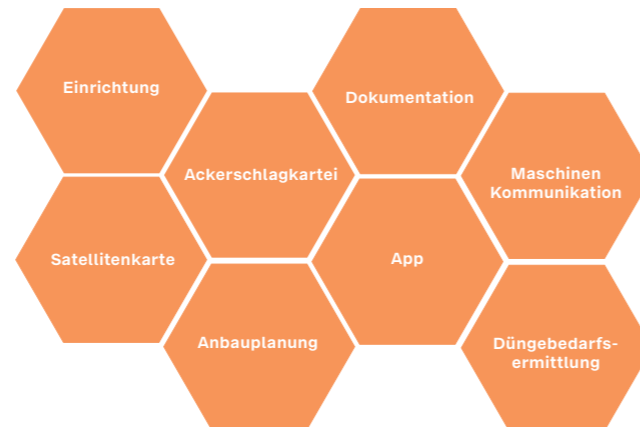 Einrichtung
Dokumentation
Ackerschlagkartei
Maschinen
Kommunikation
Satellitenkarte
App
Anbauplanung
Düngebedarfs-
ermittlung